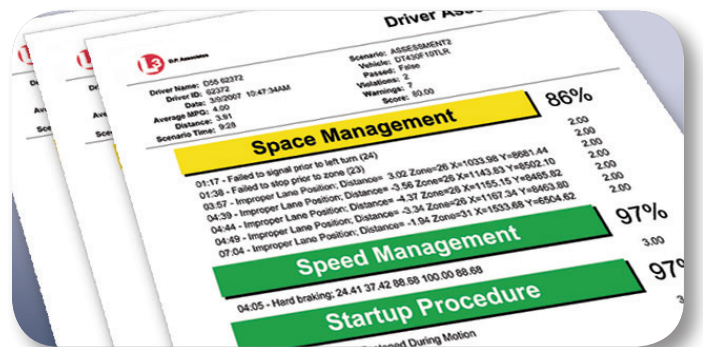 Driver
L3
D.P. Associates
Driver Name: D55 62372
Driver ID: 62372
Date: 3/9/2007 10:47:34AM
Average MPG: 4.00
Distance: 3.91
Scenario Time: 9:28
Scenario: ASSESSMENT2
Vehicle: DT430F10TLR
Passed: False
Violations: 2
Warnings: 7
Score: 80.00
Space Management 86%
01:17 - Failed to signal prior to left turn (24) 2.00
01:38 - Failed to stop prior to zone (23) 2.00
03:57 - Improper Lane Position; Distance= 3.02 Zone=26 X=1033.98 Y=8681.44 2.00
04:39 - Improper Lane Position; Distance= -3.56 Zone=26 X=1143.83 Y=8502.10 2.00
04:44 - Improper Lane Position; Distance= -4.37 Zone=26 X=1155.15 Y=8485.82 2.00
04:49 - Improper Lane Position; Distance= -3.34 Zone=26 X=1167.34 Y=8463.80 2.00
07:04 - Improper Lane Position; Distance= -1.94 Zone=31 X=1533.68 Y=6504.62 2.00
Speed Management 97%
04:05 - Hard braking; 24.41 37.42 88.68 100.00 88.68 3.00
Startup Procedure 97%
During Motion